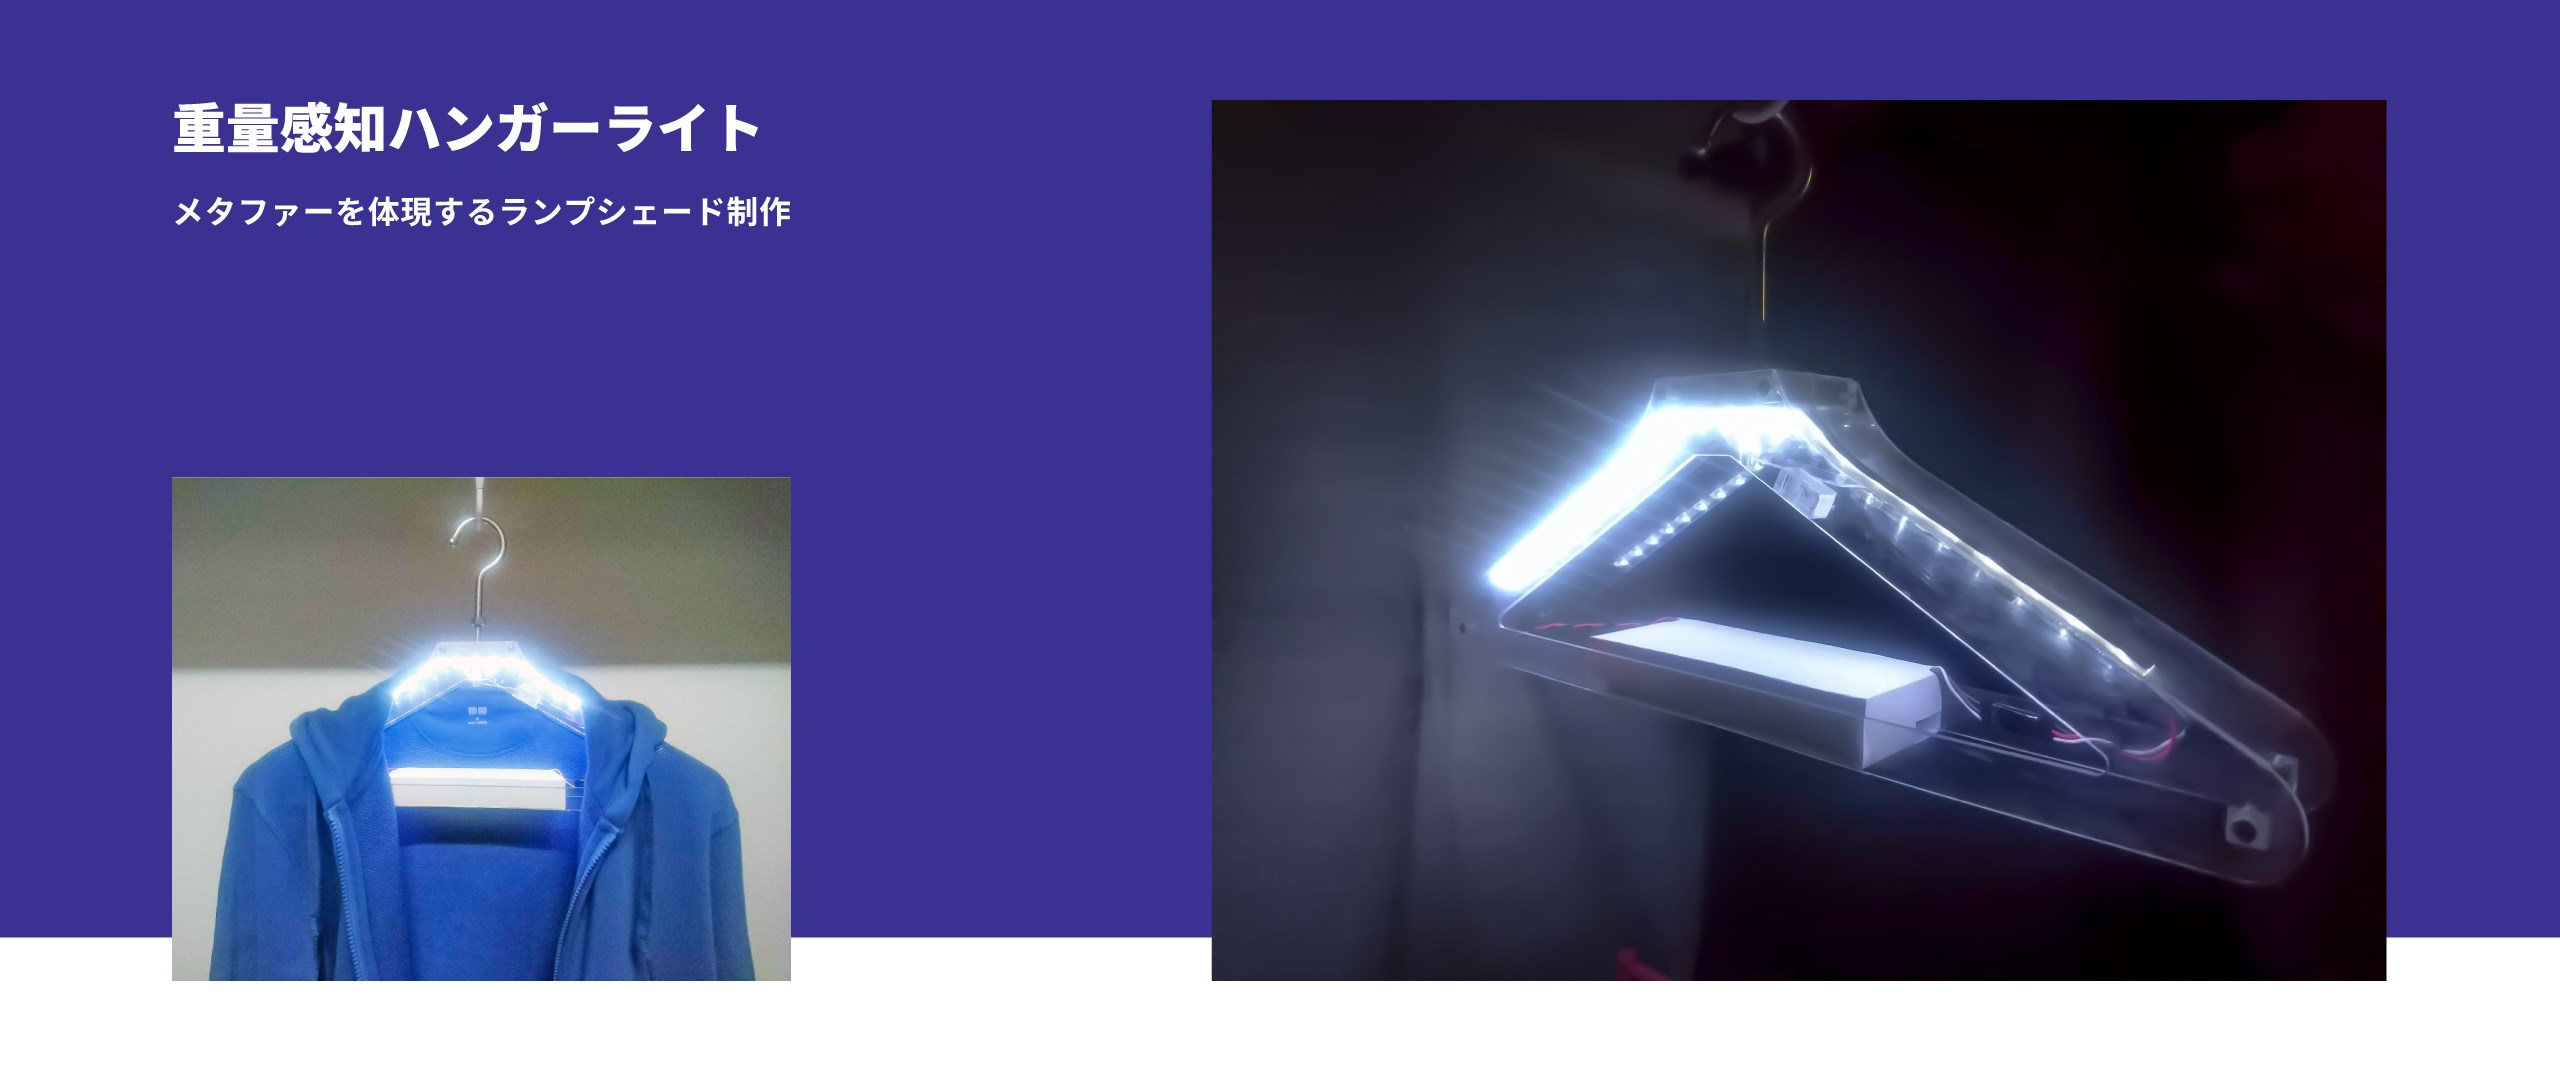 重量感知ハンガーライト
メタファーを体現するランプシェード制作